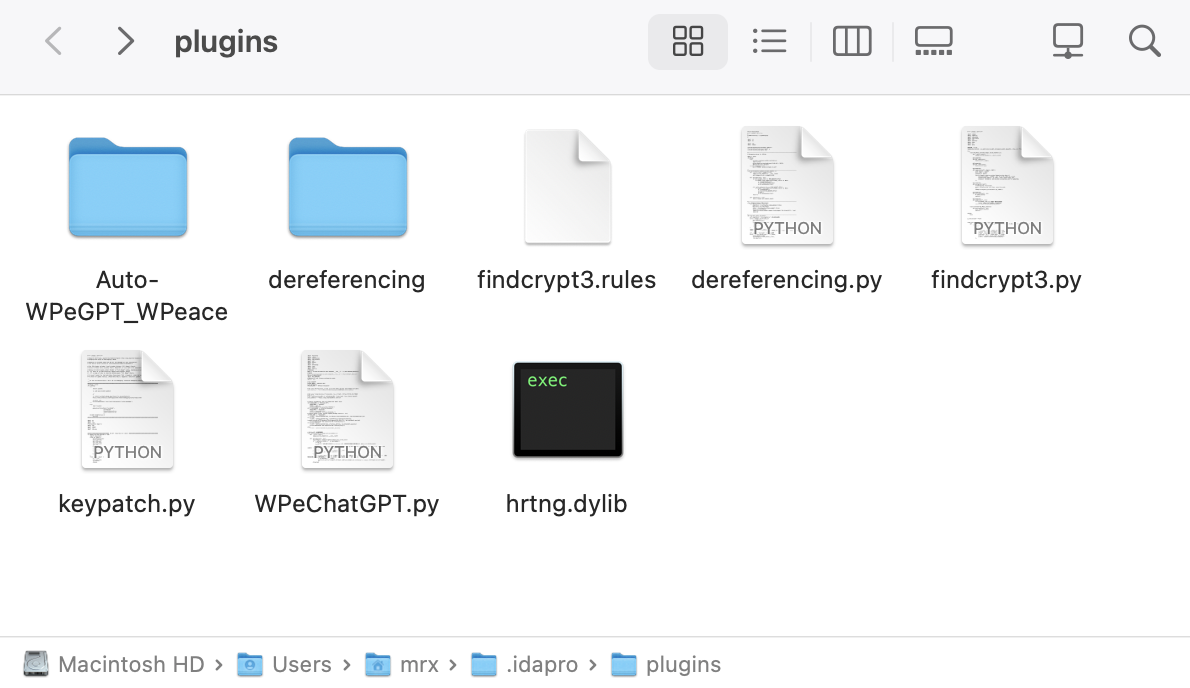 plugins
Auto-
WPeGPT_WPeace
dereferencing
findcrypt3.rules
PYTHON
dereferencing.py
PYTHON
findcrypt3.py
PYTHON
keypatch.py
PYTHON
WPeChatGPT.py
exec
hrtng.dylib
Macintosh HD › Users › mrx › .idapro › plugins